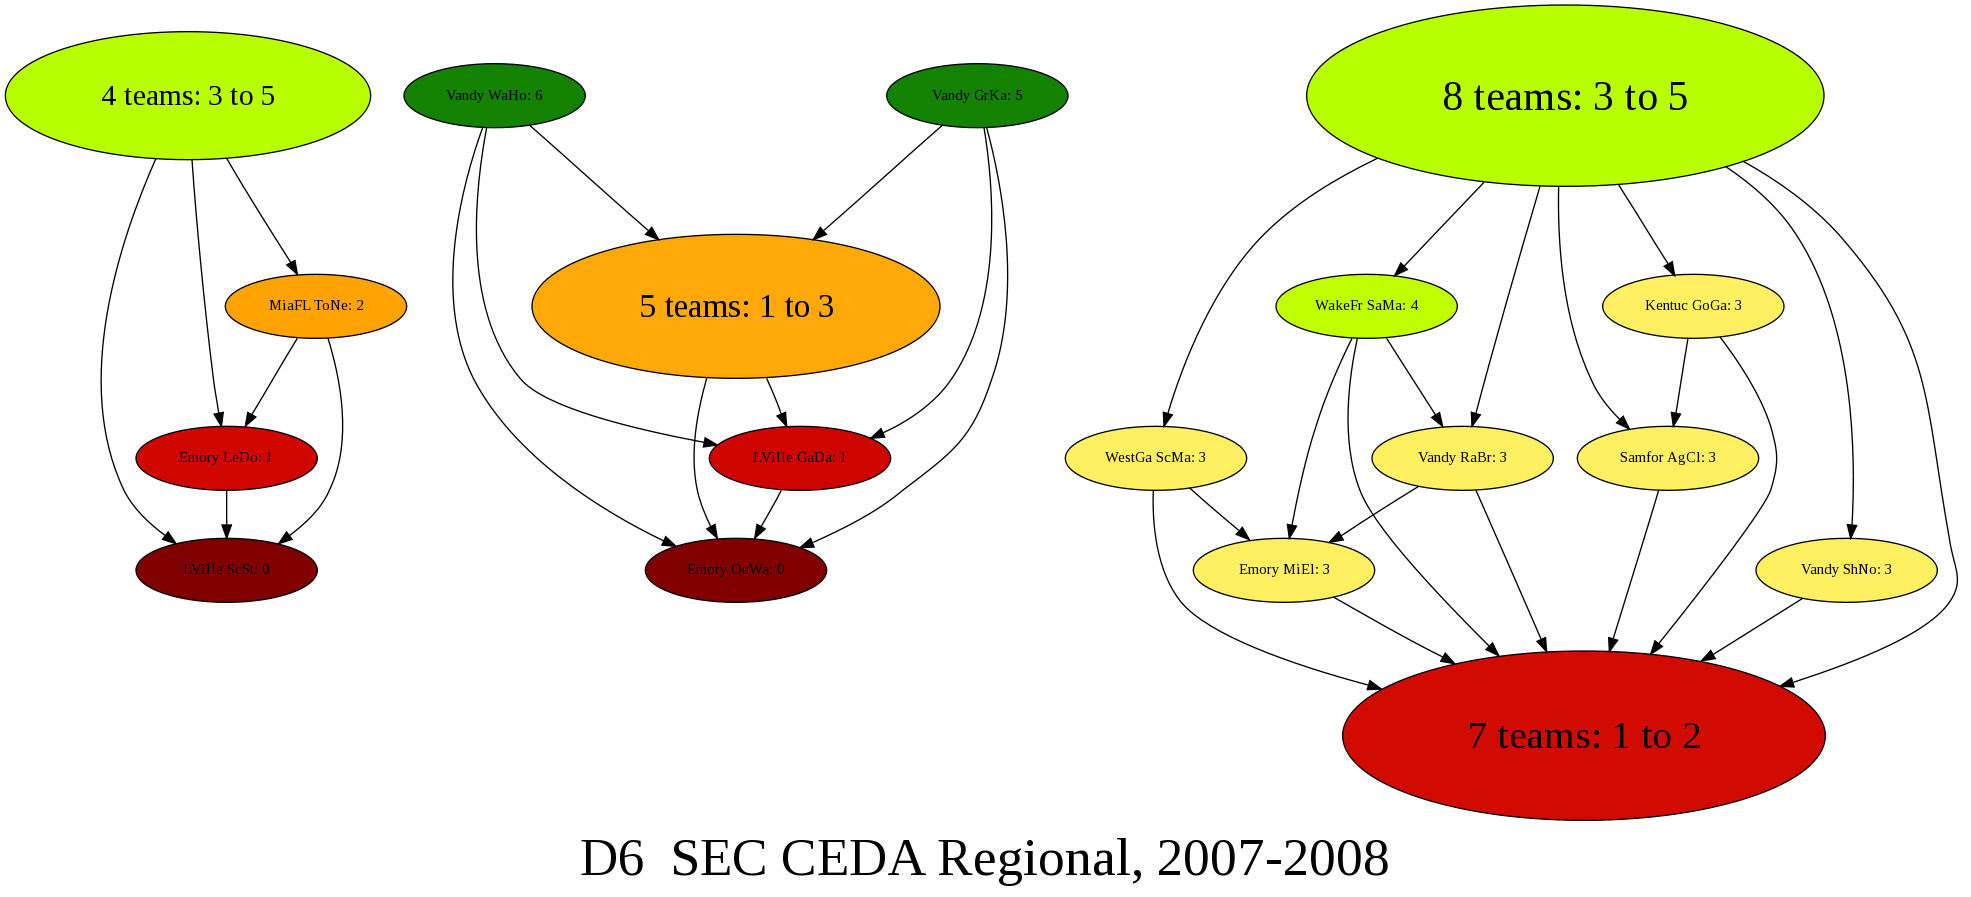 4 teams: 3 to 5
Vandy WaHo: 6
Vandy GrKa: 5
8 teams: 3 to 5
MiaFL ToNe: 2
5 teams: 1 to 3
WakeFr SaMa: 4
Kentuc GoGa: 3
Emory LeDo: 1
LVille GaDa: 1
WestGa ScMa: 3
Vandy RaBr: 3
Samfor AgCl: 3
LVille ScSt: 0
Emory OuWa: 0
Emory MiEl: 3
Vandy ShNo: 3
7 teams: 1 to 2
D6  SEC CEDA Regional, 2007-2008